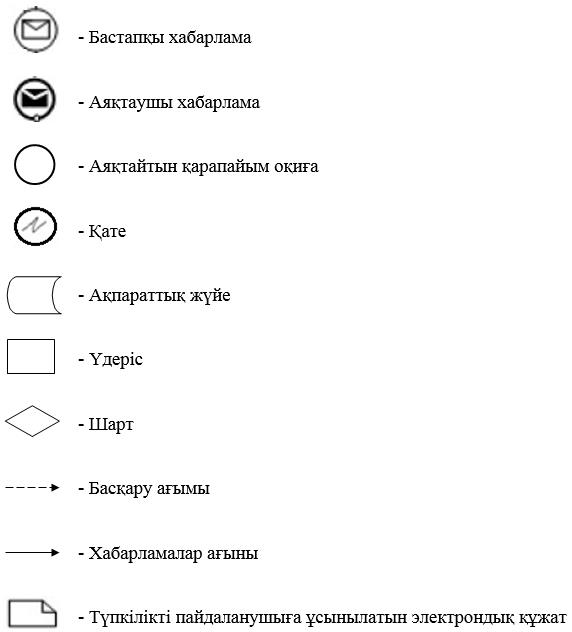 - Бастапқы хабарлама
- Аяқтаушы хабарлама
- Аяқтайтын қарапайым оқиға
- Қате
- Ақпараттық жүйе
- Үдеріс
- Шарт
- Басқару ағымы
- Хабарламалар ағыны
- Түпкілікті пайдаланушыға ұсынылатын электрондық құжат